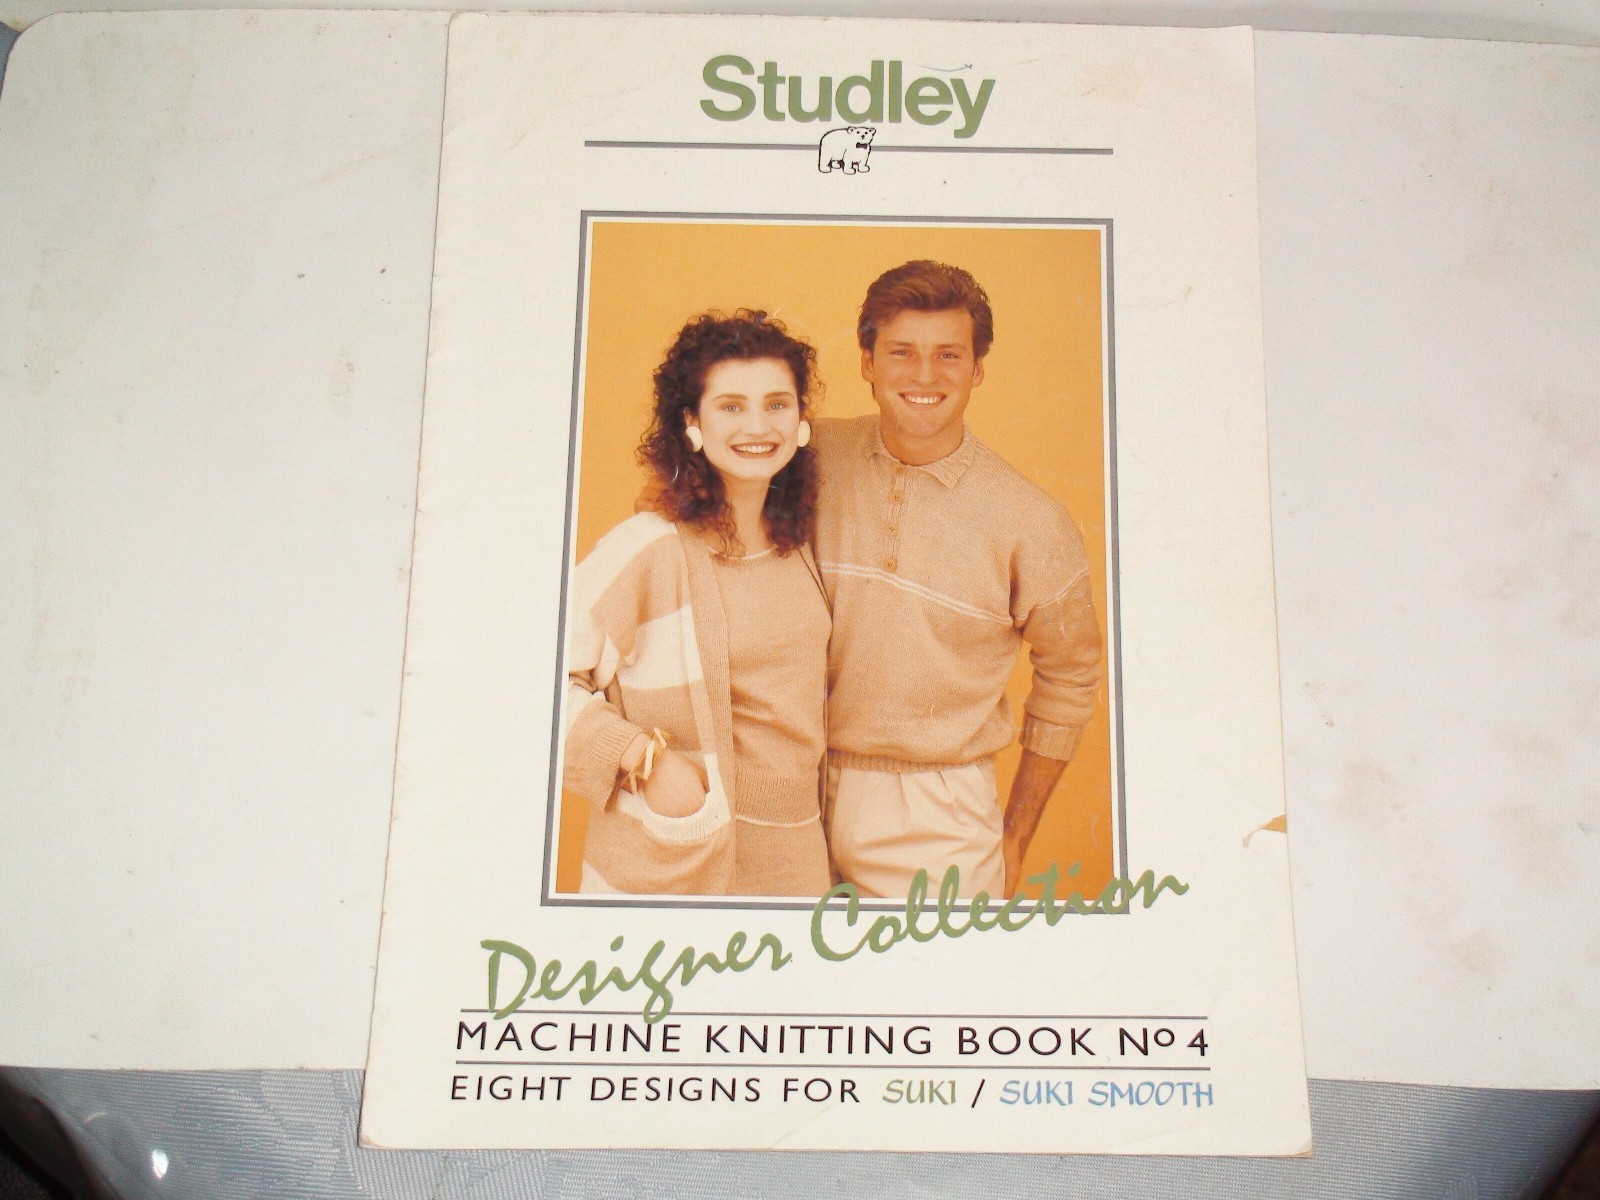 Studley
Designer Collection
MACHINE KNITTING BOOK Nº 4
EIGHT DESIGNS FOR SUKI / SUKI SMOOTH